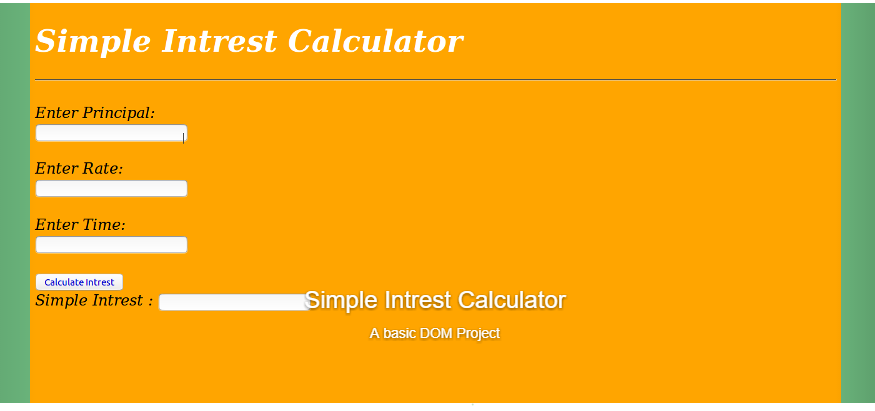 Simple Intrest Calculator
Enter Principal:
Enter Rate:
Enter Time:
Calculate Intrest
Simple Intrest :
Simple Intrest Calculator
A basic DOM Project